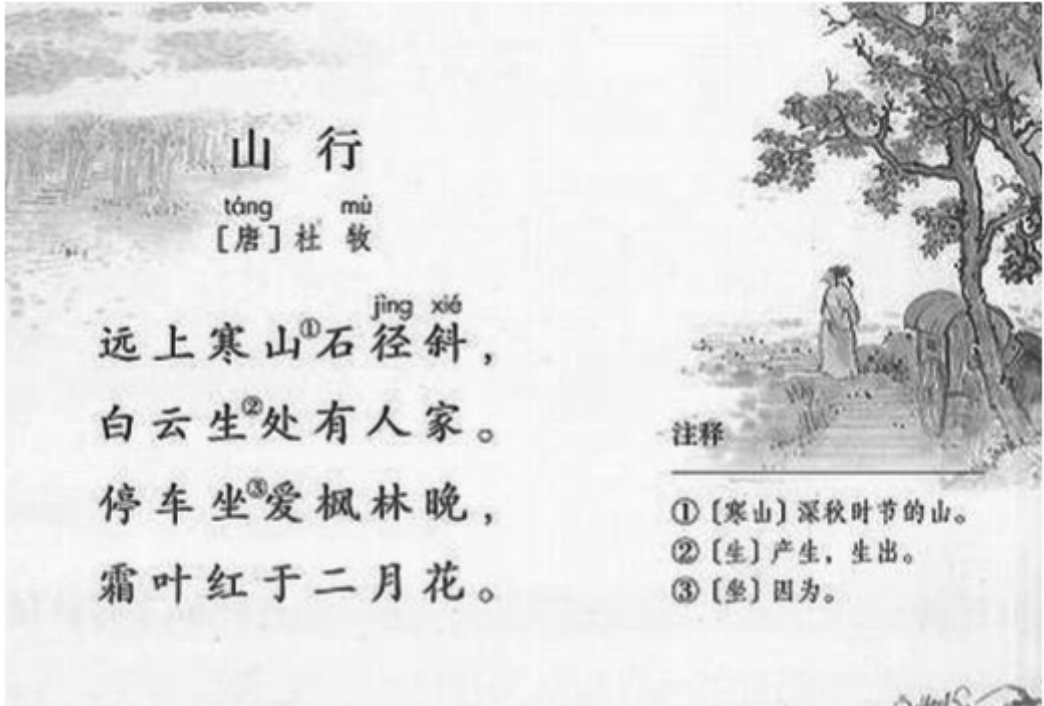 山行
táng mù
［唐］杜牧
jìng xié
远上寒山①石径斜，
白云生②处有人家。
停车坐③爱枫林晚，
霜叶红于二月花。
注释
①〔寒山〕深秋时节的山。
②〔生〕产生，生出。
③〔坐〕因为。